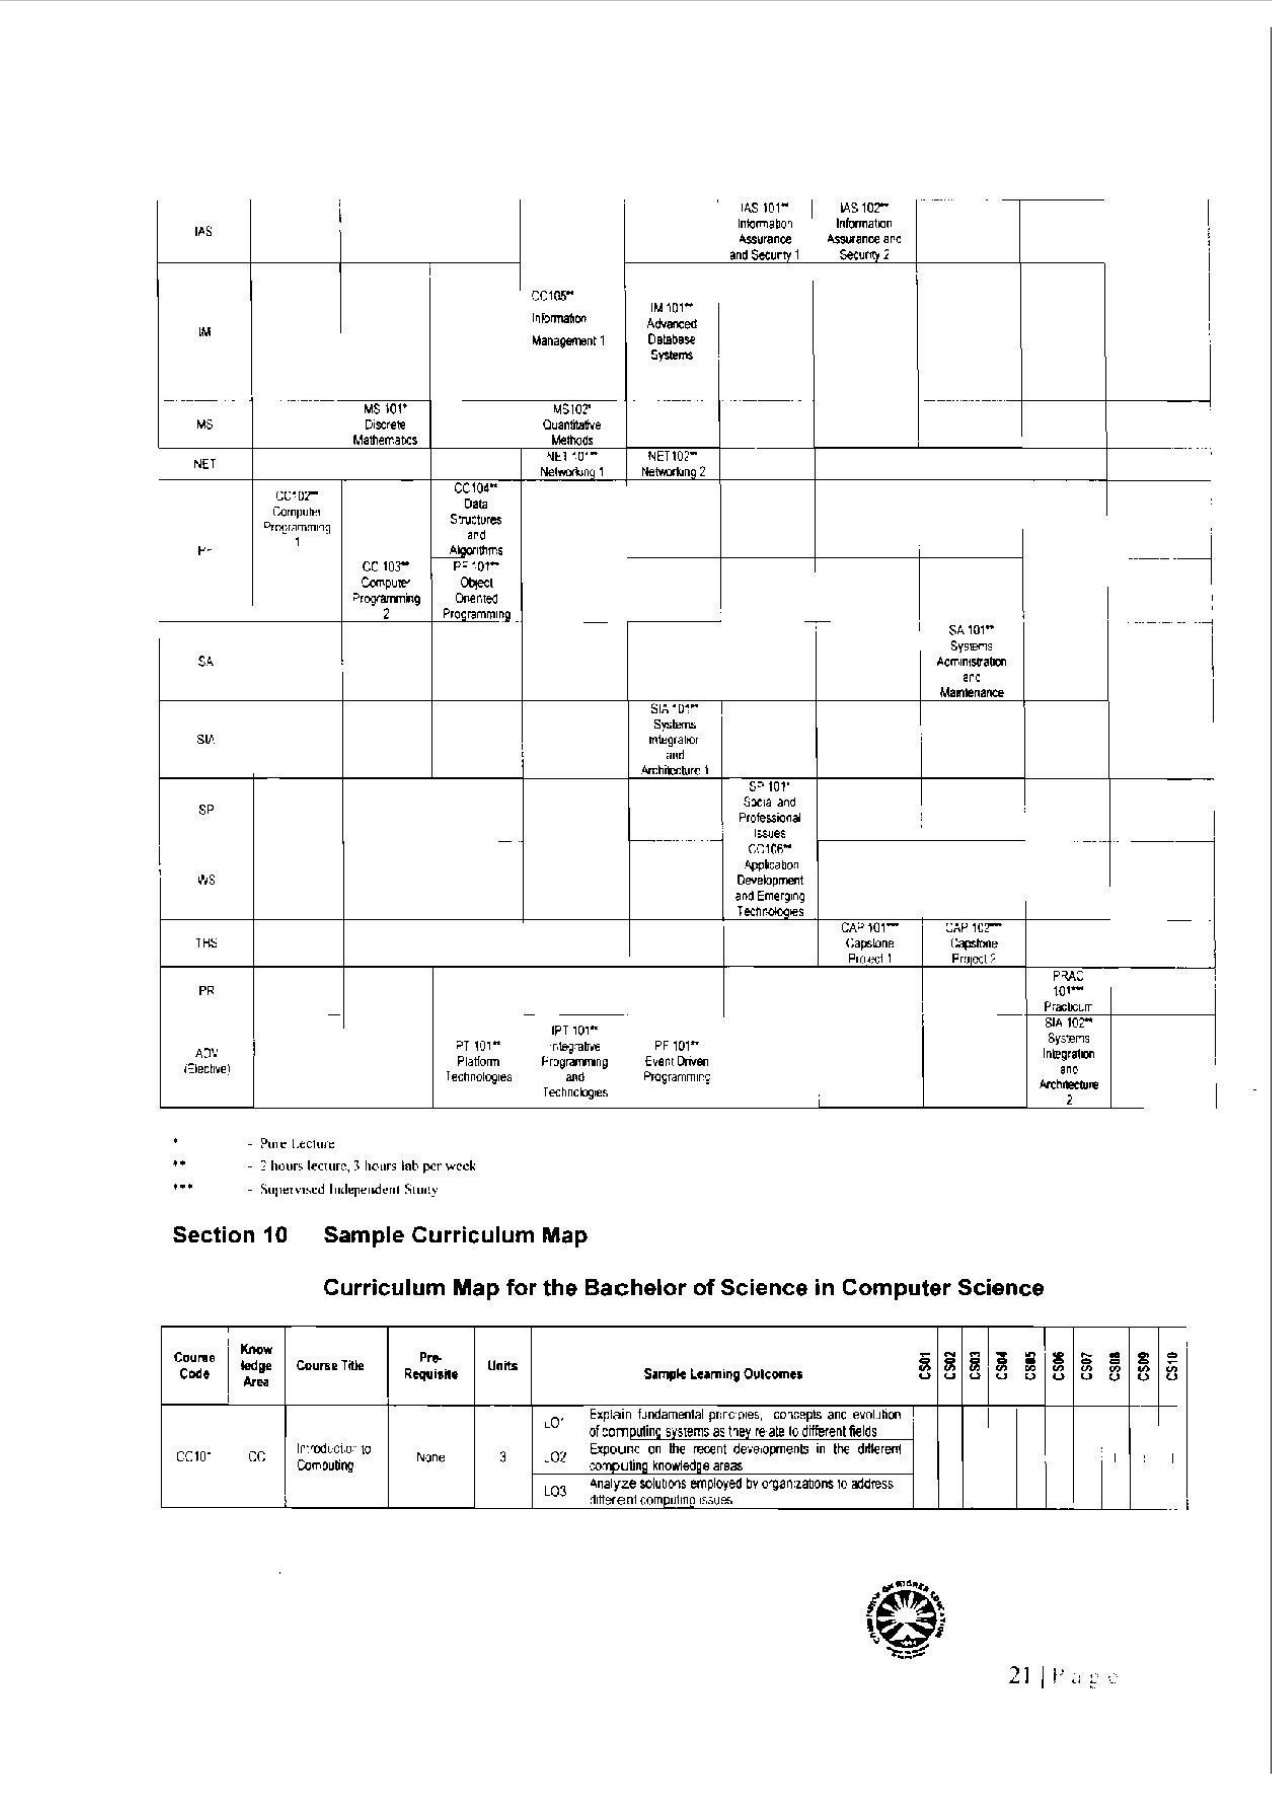 IAS
IAS 101**
Information
Assurance
and Security 1
IAS 102**
Information
Assurance and
Security 2
IM
CC105**
Information
Management 1
IM 101**
Advanced
Database
Systems
MS
MS 101*
Discrete
Mathematics
MS102*
Quantitative
Methods
NET
NET 101**
Networking 1
NET102**
Networking 2
PF
CC102**
Computer
Programming
1
CC 103**
Computer
Programming
2
CC104**
Data
Structures
and
Algorithms
PF 101**
Object
Oriented
Programming
SA
SA 101**
Systems
Administration
and
Maintenance
SIA
SIA 101**
Systems
Integration
and
Architecture 1
SP
SP 101*
Social and
Professional
Issues
WS
CC106**
Application
Development
and Emerging
Technologies
THS
CAP 101***
Capstone
Project 1
CAP 102***
Capstone
Project 2
PR
PRAC
101***
Practicum
ADV
(Elective)
PT 101**
Platform
Technologies
IPT 101**
Integrative
Programming
and
Technologies
PF 101**
Event Driven
Programming
SIA 102**
Systems
Integration
and
Architecture
2
* - Pure Lecture
** - 2 hours lecture, 3 hours lab per week
*** - Supervised Independent Study
Section 10 Sample Curriculum Map
Curriculum Map for the Bachelor of Science in Computer Science
Course
Code
Know
ledge
Area
Course Title
Pre-
Requisite
Units
Sample Learning Outcomes
CS01
CS02
CS03
CS04
CS05
CS06
CS07
CS08
CS09
CS10
CC101
CC
Introduction to
Computing
None
3
LO1
Explain fundamental principles, concepts and evolution
of computing systems as they relate to different fields
LO2
Expound on the recent developments in the different
computing knowledge areas
LO3
Analyze solutions employed by organizations to address
different computing issues
COMMISSION ON HIGHER EDUCATION
21 | Page